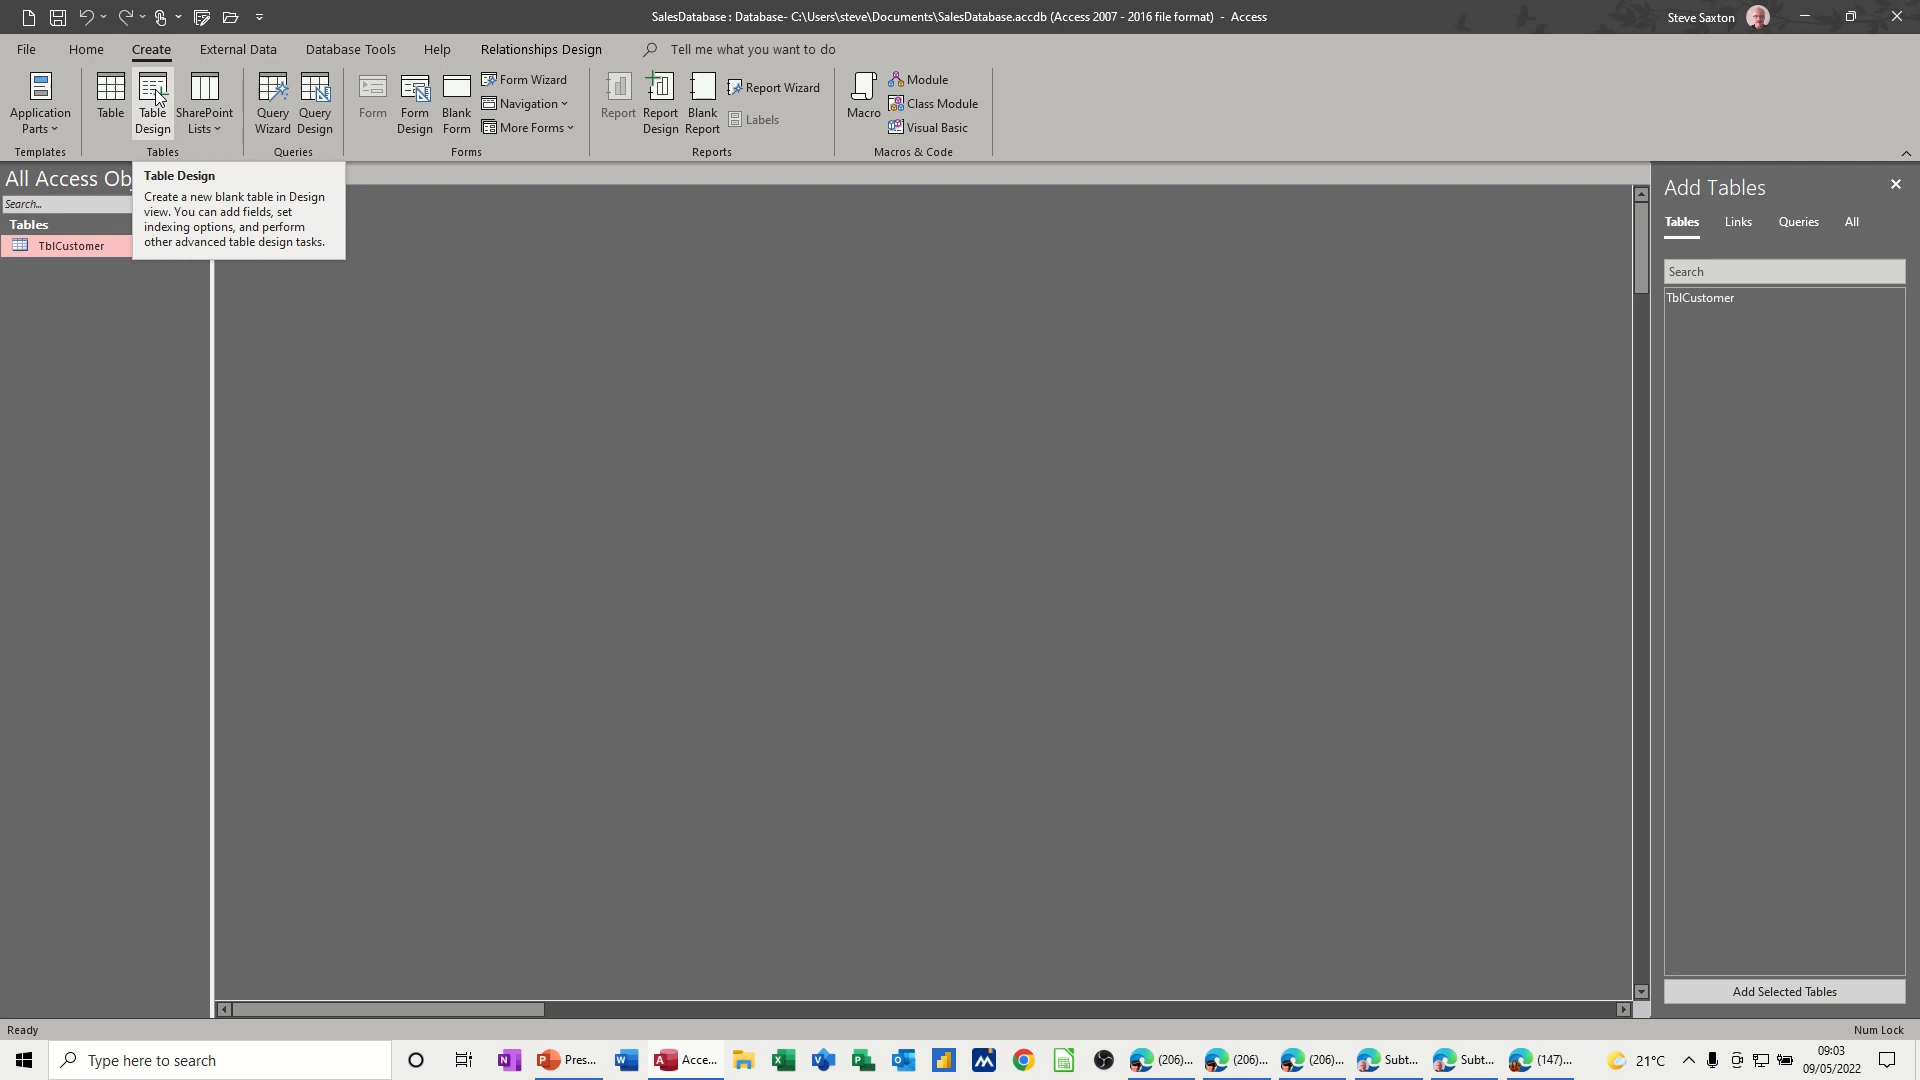 SalesDatabase : Database- C:\Users\steve\Documents\SalesDatabase.accdb (Access 2007 - 2016 file format) - Access
Steve Saxton
File Home Create External Data Database Tools Help Relationships Design Tell me what you want to do
Application Parts
Templates
Table
Table Design
SharePoint Lists
Tables
Query Wizard
Query Design
Queries
Form
Form Design
Blank Form
Form Wizard
Navigation
More Forms
Forms
Report
Report Design
Blank Report
Report Wizard
Labels
Reports
Macro
Module
Class Module
Visual Basic
Macros & Code
All Access Ob
Search...
Tables
TblCustomer
Table Design
Create a new blank table in Design
view. You can add fields, set
indexing options, and perform
other advanced table design tasks.
Add Tables
Tables Links Queries All
Search
TblCustomer
Add Selected Tables
Ready
Num Lock
Type here to search
Pres...
Acce...
(206)...
(206)...
(206)...
Subt...
Subt...
(147)...
21°C
09:03
09/05/2022